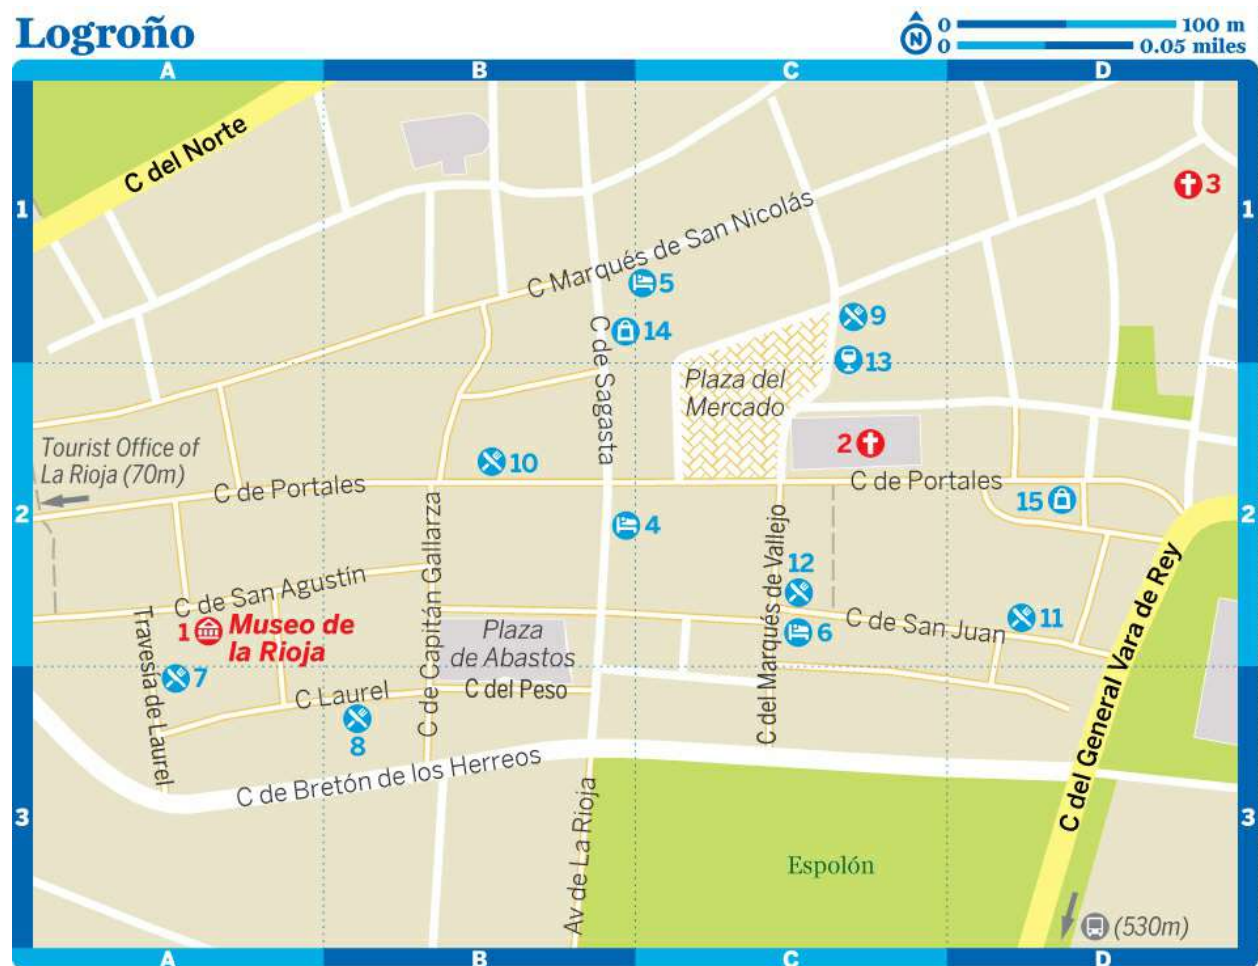 Logroño
0 100 m
0 0.05 miles
N
A B C D
C del Norte
1
1
3
C Marqués de San Nicolás
5
9
14
C de Sagasta
13
Plaza del
Mercado
Tourist Office of
La Rioja (70m)
2
10
C de Portales
C de Portales
15
2
2
4
C de Capitán Gallarza
C del Marqués de Vallejo
12
C de San Agustín
C de San Juan
11
1 Museo de
la Rioja
Plaza
de Abastos
6
C del General Vara de Rey
Travesía de Laurel
7
C Laurel
C del Peso
8
C de Bretón de los Herreos
3
3
Av de La Rioja
Espolón
(530m)
A B C D